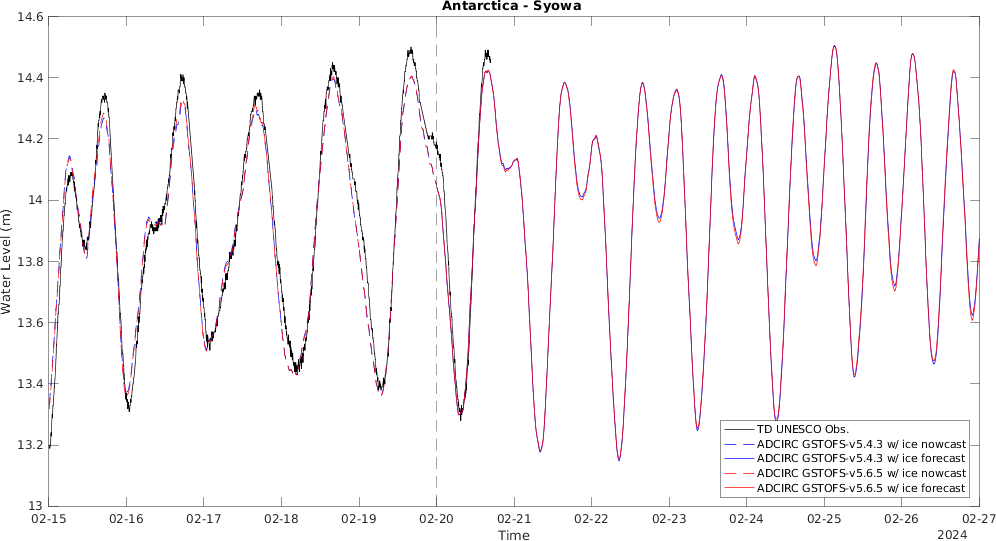 Antarctica - Syowa
14.6
14.4
14.2
14
13.8
13.6
13.4
13.2
13
Water Level (m)
TD UNESCO Obs.
ADCIRC GSTOFS-v5.4.3 w/ ice nowcast
ADCIRC GSTOFS-v5.4.3 w/ ice forecast
ADCIRC GSTOFS-v5.6.5 w/ ice nowcast
ADCIRC GSTOFS-v5.6.5 w/ ice forecast
02-15 02-16 02-17 02-18 02-19 02-20 02-21 02-22 02-23 02-24 02-25 02-26 02-27
Time
2024